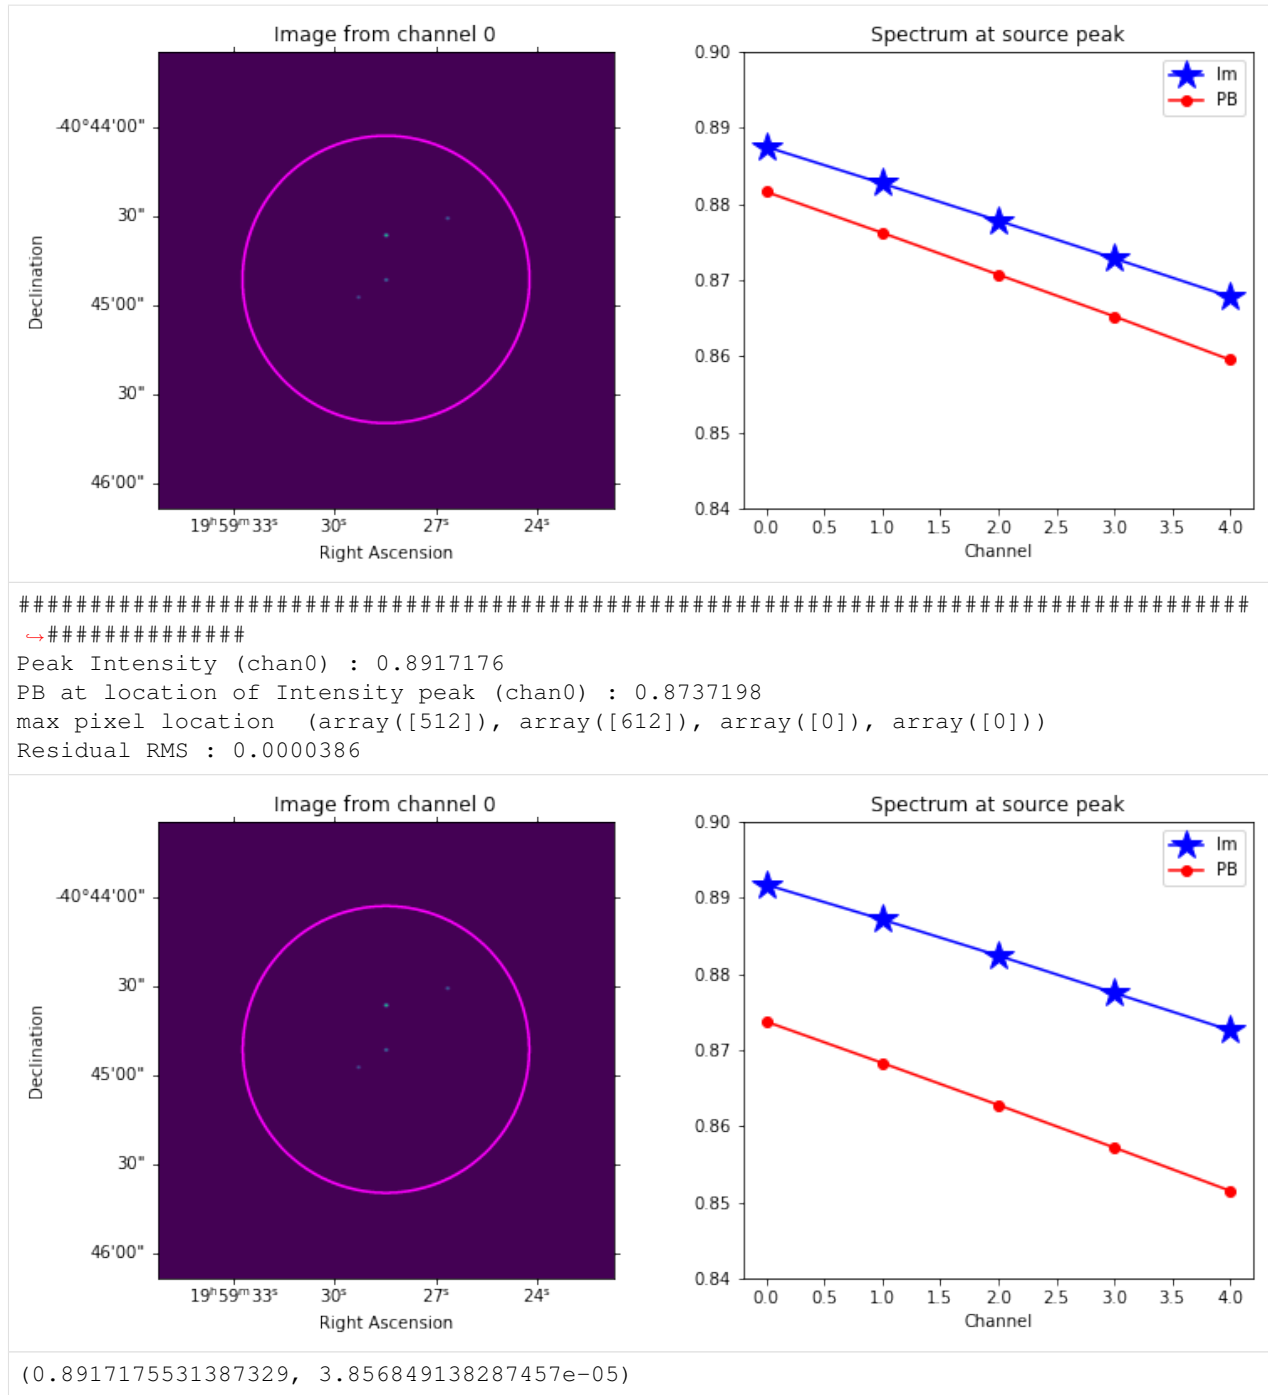 Image from channel 0
-40°44'00"
30"
45'00"
30"
46'00"
Declination
19ʰ59ᵐ33ˢ 30ˢ 27ˢ 24ˢ
Right Ascension
Spectrum at source peak
Im
PB
0.90
0.89
0.88
0.87
0.86
0.85
0.84
0.0 0.5 1.0 1.5 2.0 2.5 3.0 3.5 4.0
Channel
######################################################################################
↪##############
Peak Intensity (chan0) : 0.8917176
PB at location of Intensity peak (chan0) : 0.8737198
max pixel location  (array([512]), array([612]), array([0]), array([0]))
Residual RMS : 0.0000386
Image from channel 0
-40°44'00"
30"
45'00"
30"
46'00"
Declination
19ʰ59ᵐ33ˢ 30ˢ 27ˢ 24ˢ
Right Ascension
Spectrum at source peak
Im
PB
0.90
0.89
0.88
0.87
0.86
0.85
0.84
0.0 0.5 1.0 1.5 2.0 2.5 3.0 3.5 4.0
Channel
(0.8917175531387329, 3.856849138287457e-05)